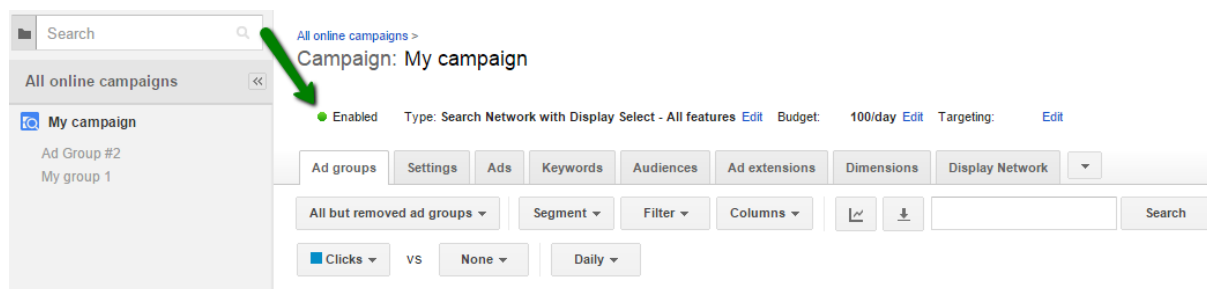 Search
All online campaigns
My campaign
Ad Group #2
My group 1
All online campaigns >
Campaign: My campaign
Enabled Type: Search Network with Display Select - All features Edit Budget: 100/day Edit Targeting: Edit
Ad groups Settings Ads Keywords Audiences Ad extensions Dimensions Display Network
All but removed ad groups Segment Filter Columns Search
Clicks VS None Daily